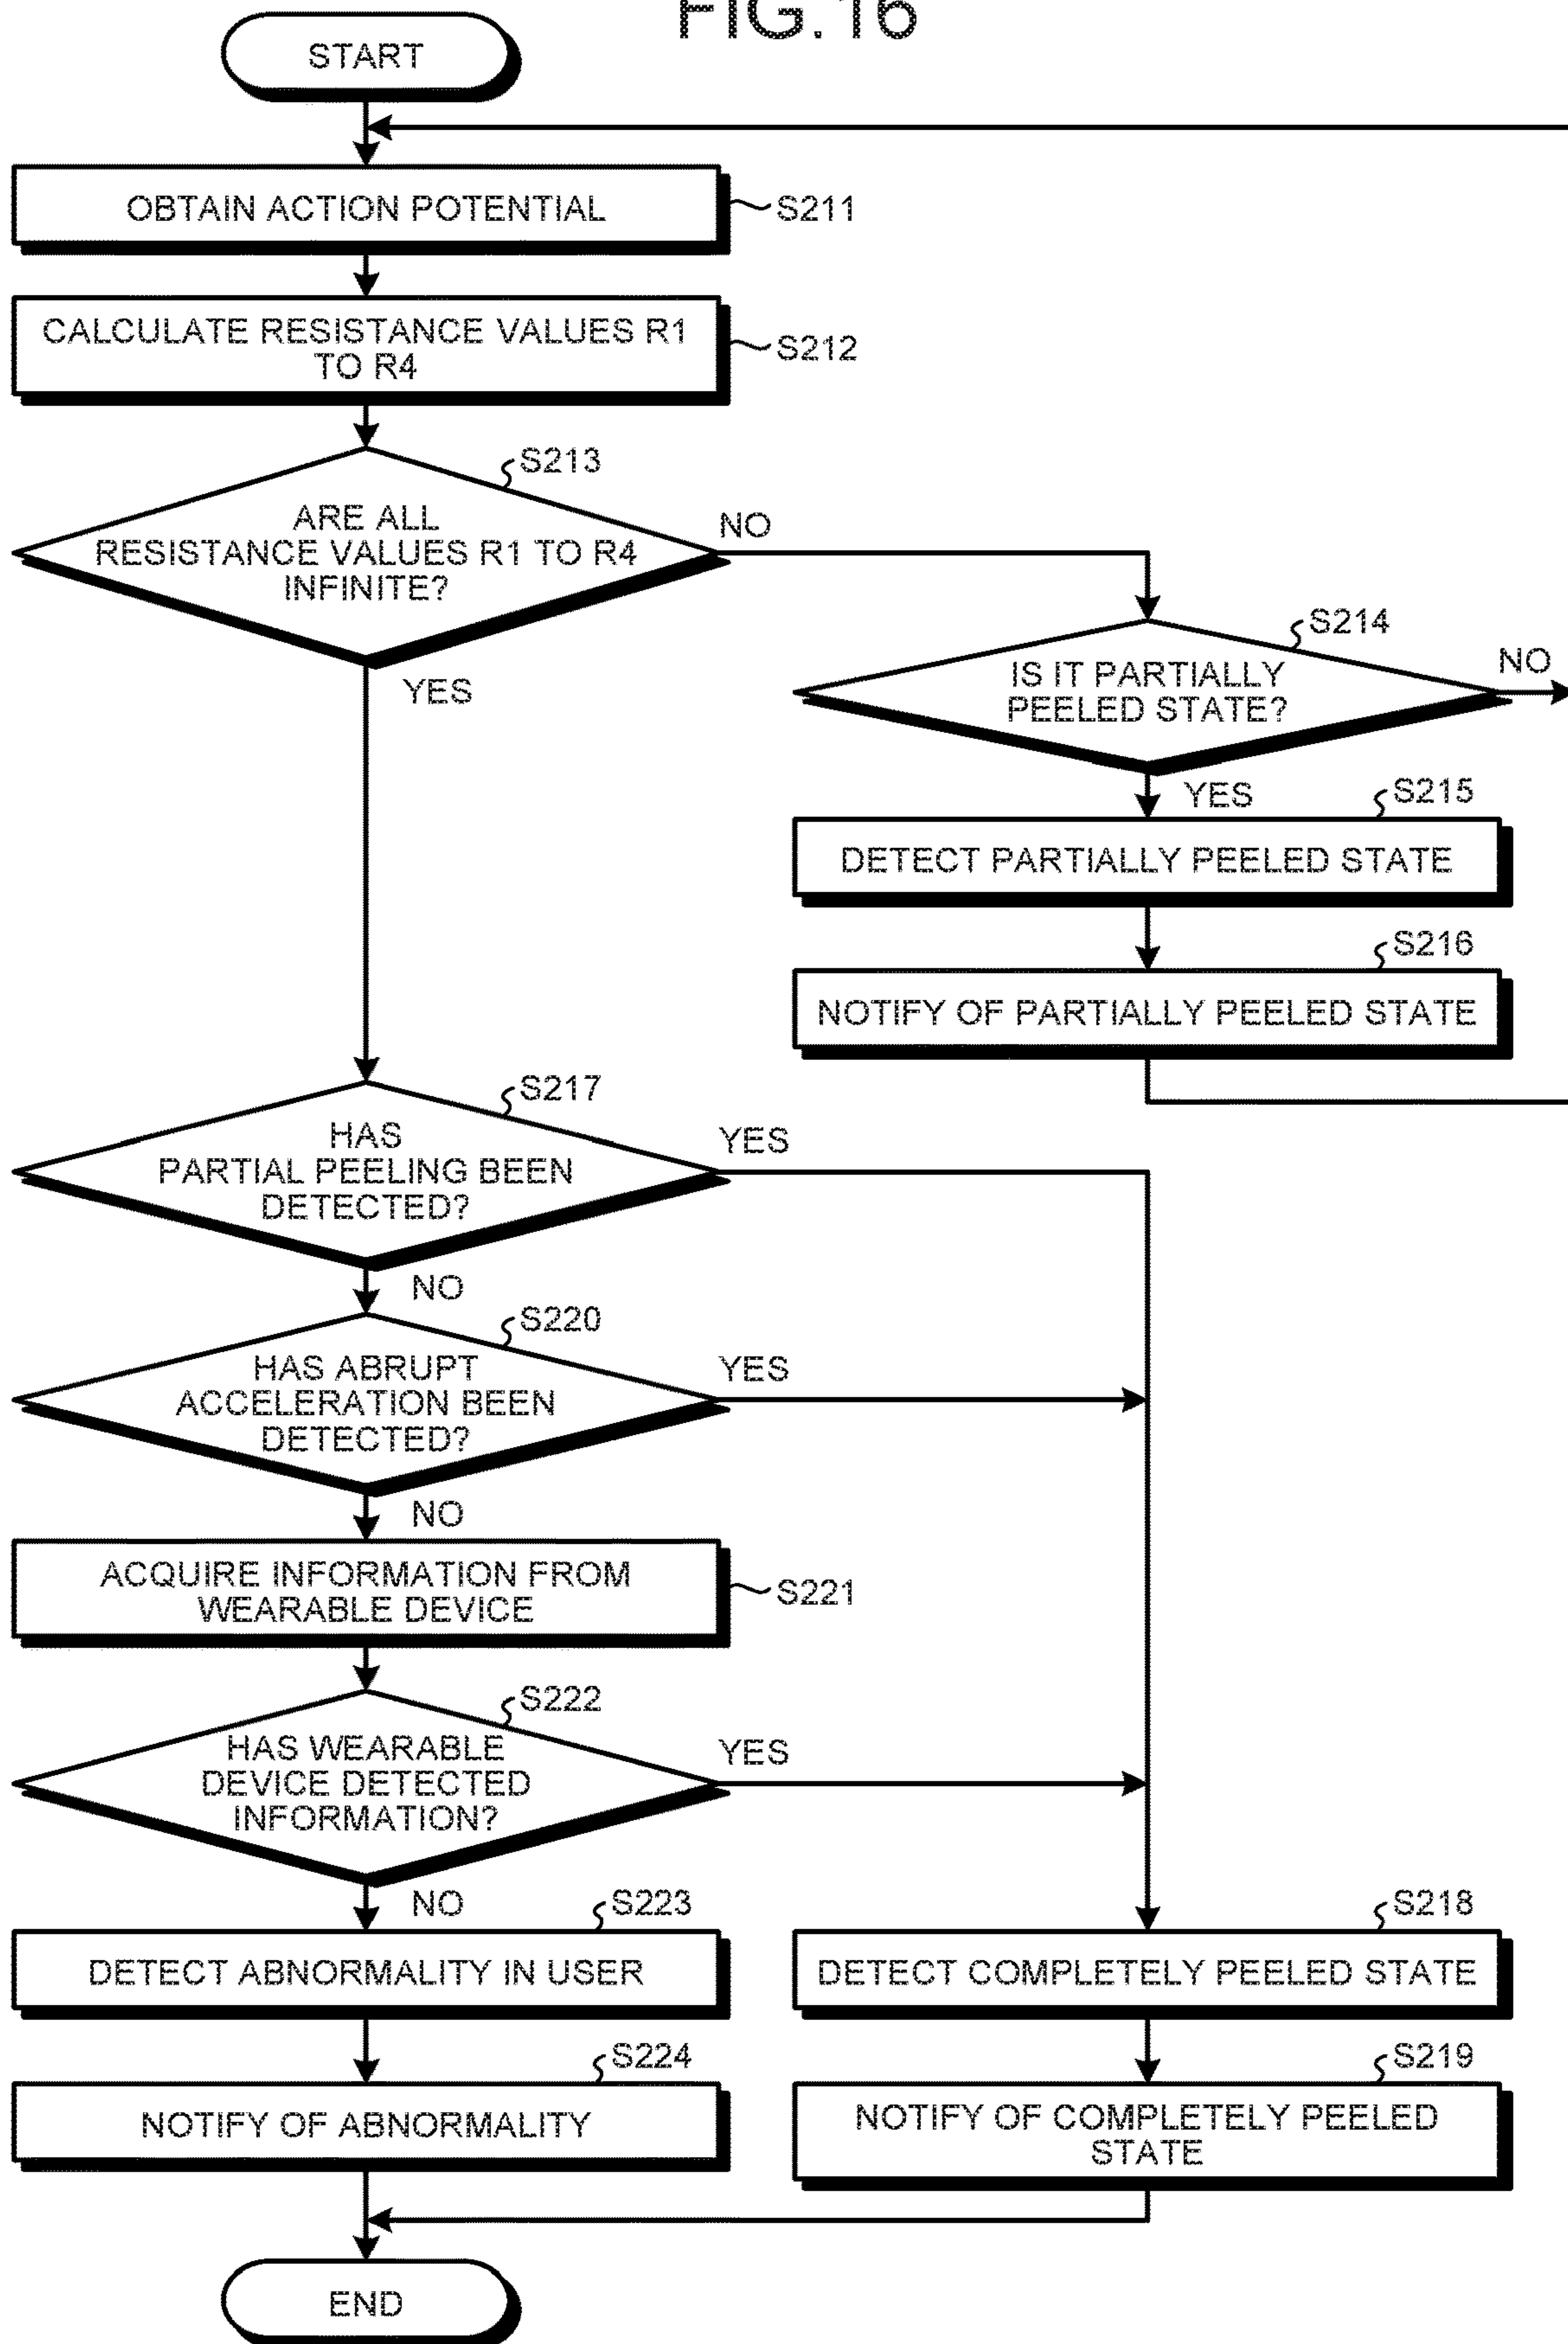 FIG.16
START
OBTAIN ACTION POTENTIAL
S211
CALCULATE RESISTANCE VALUES R1
TO R4
S212
S213
ARE ALL
RESISTANCE VALUES R1 TO R4
INFINITE?
NO
YES
S214
IS IT PARTIALLY
PEELED STATE?
NO
YES
S215
DETECT PARTIALLY PEELED STATE
S216
NOTIFY OF PARTIALLY PEELED STATE
S217
HAS
PARTIAL PEELING BEEN
DETECTED?
YES
NO
S220
HAS ABRUPT
ACCELERATION BEEN
DETECTED?
YES
NO
ACQUIRE INFORMATION FROM
WEARABLE DEVICE
S221
S222
HAS WEARABLE
DEVICE DETECTED
INFORMATION?
YES
NO
S223
DETECT ABNORMALITY IN USER
S218
DETECT COMPLETELY PEELED STATE
S224
NOTIFY OF ABNORMALITY
S219
NOTIFY OF COMPLETELY PEELED
STATE
END